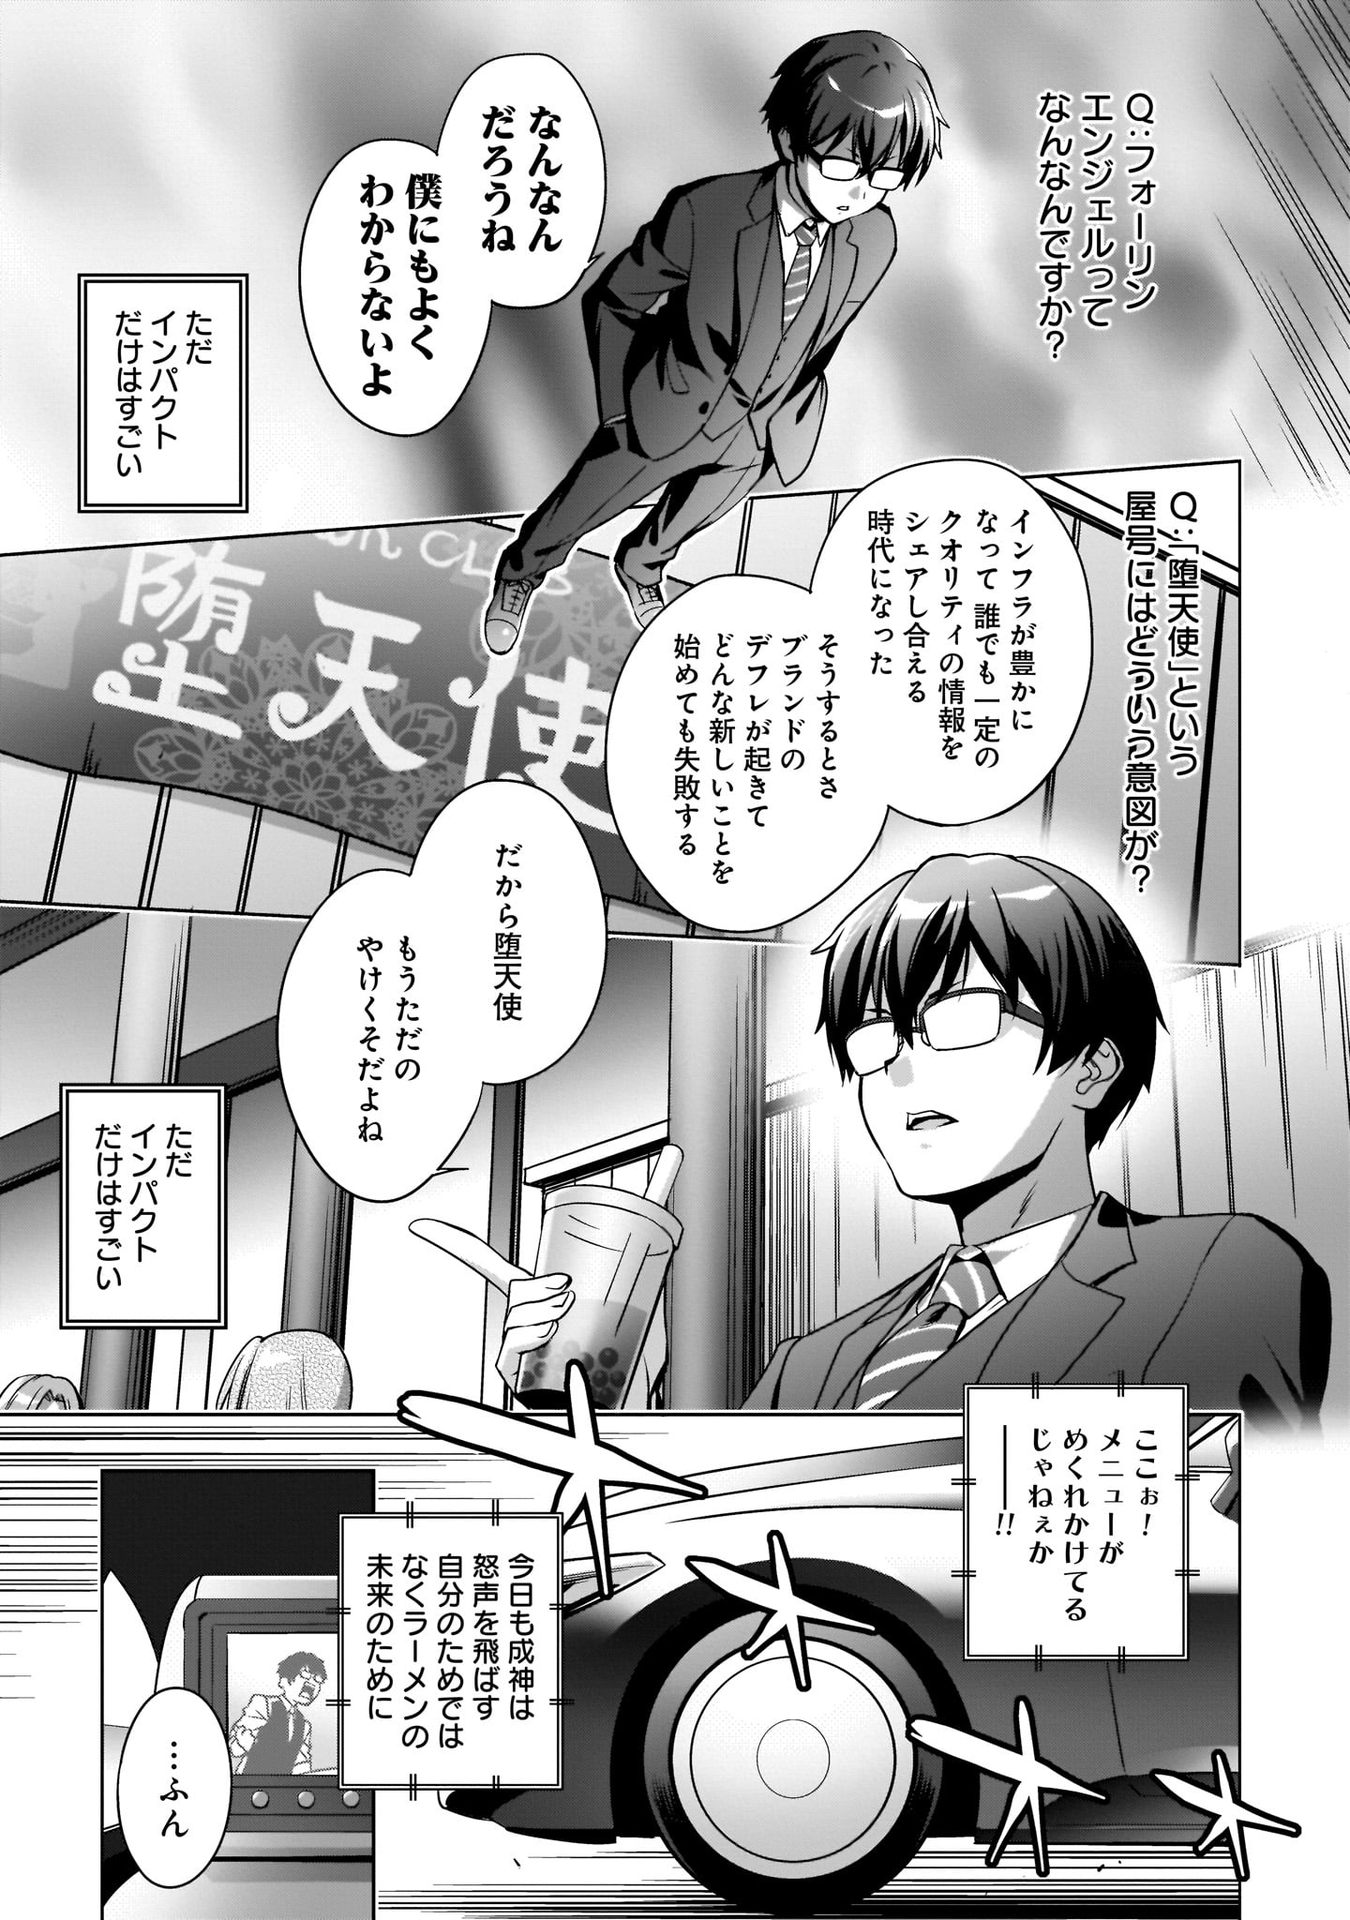 Q:フォーリン
エンジェルって
なんなんですか?
なんなん
だろうね
僕にもよく
わからないよ
ただ
インパクト
だけはすごい
Q:「堕天使」という
屋号にはどういう意図が?
インフラが豊かに
なって 誰でも一定の
クオリティの情報を
シェアし合える
時代になった
そうするとさ
ブランドの
デフレが起きて
どんな新しいことを
始めても失敗する
堕天使
だから堕天使
もうただの
やけくそだよね
ただ
インパクト
だけはすごい
ここぉ!
メニューが
めくれかけてる
じゃねぇか
――!!
今日も成神は
怒声を飛ばす
自分のためでは
なくラーメンの
未来のために
…ふん